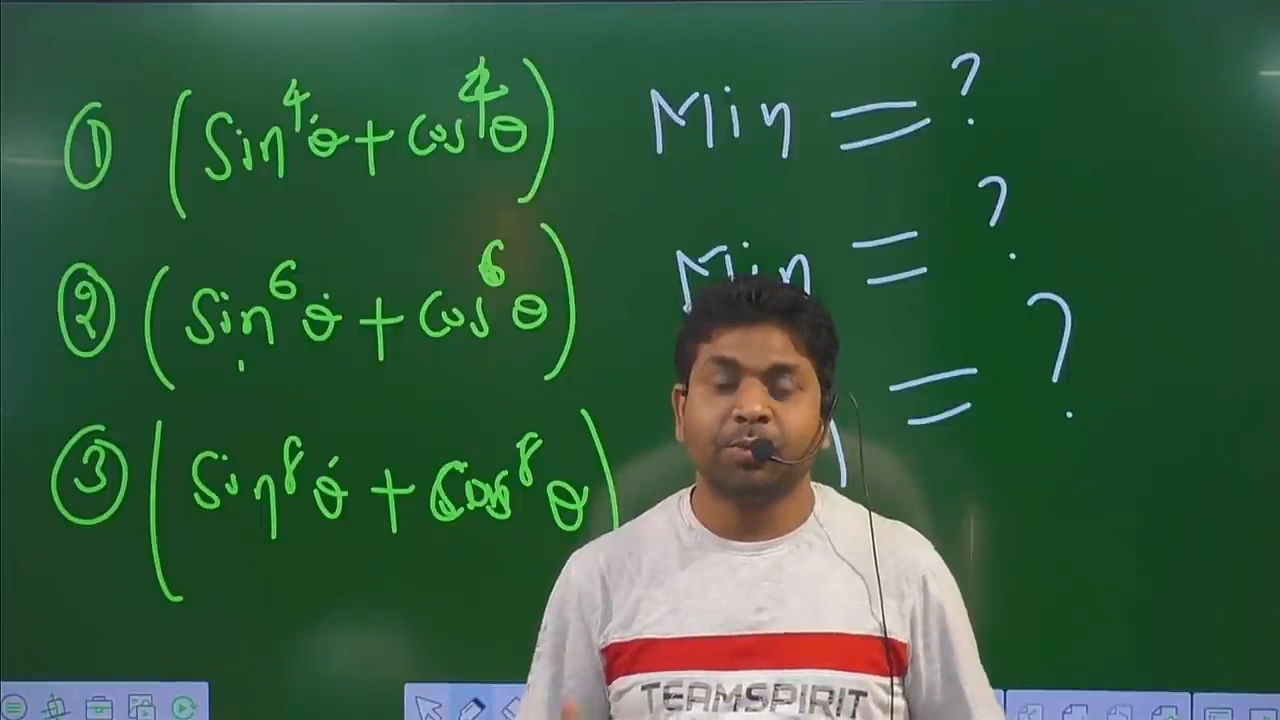 ① (Sin⁴θ + Cos⁴θ) Min = ?
② (Sin⁶θ + Cos⁶θ) Min = ?
③ (Sin⁸θ + Cos⁸θ) = ?
TEAMSPIRIT